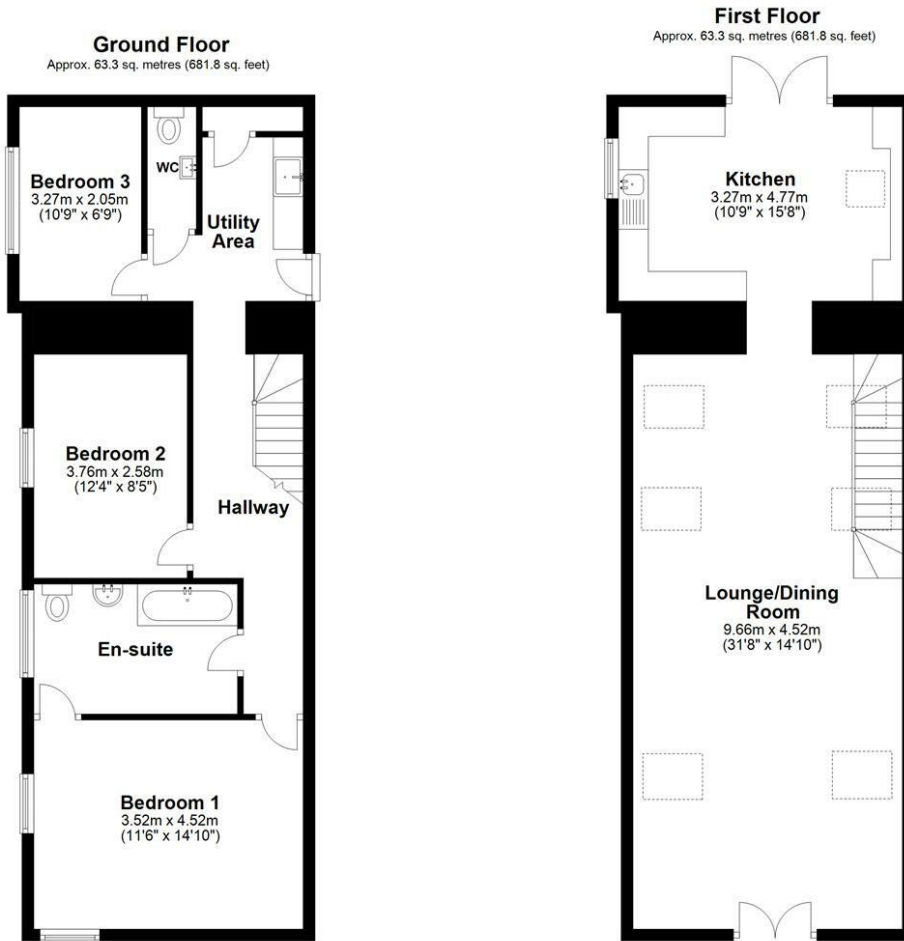 Ground Floor
Approx. 63.3 sq. metres (681.8 sq. feet)
Bedroom 3
3.27m x 2.05m
(10'9" x 6'9")
WC
Utility
Area
Bedroom 2
3.76m x 2.58m
(12'4" x 8'5")
Hallway
En-suite
Bedroom 1
3.52m x 4.52m
(11'6" x 14'10")
First Floor
Approx. 63.3 sq. metres (681.8 sq. feet)
Kitchen
3.27m x 4.77m
(10'9" x 15'8")
Lounge/Dining
Room
9.66m x 4.52m
(31'8" x 14'10")